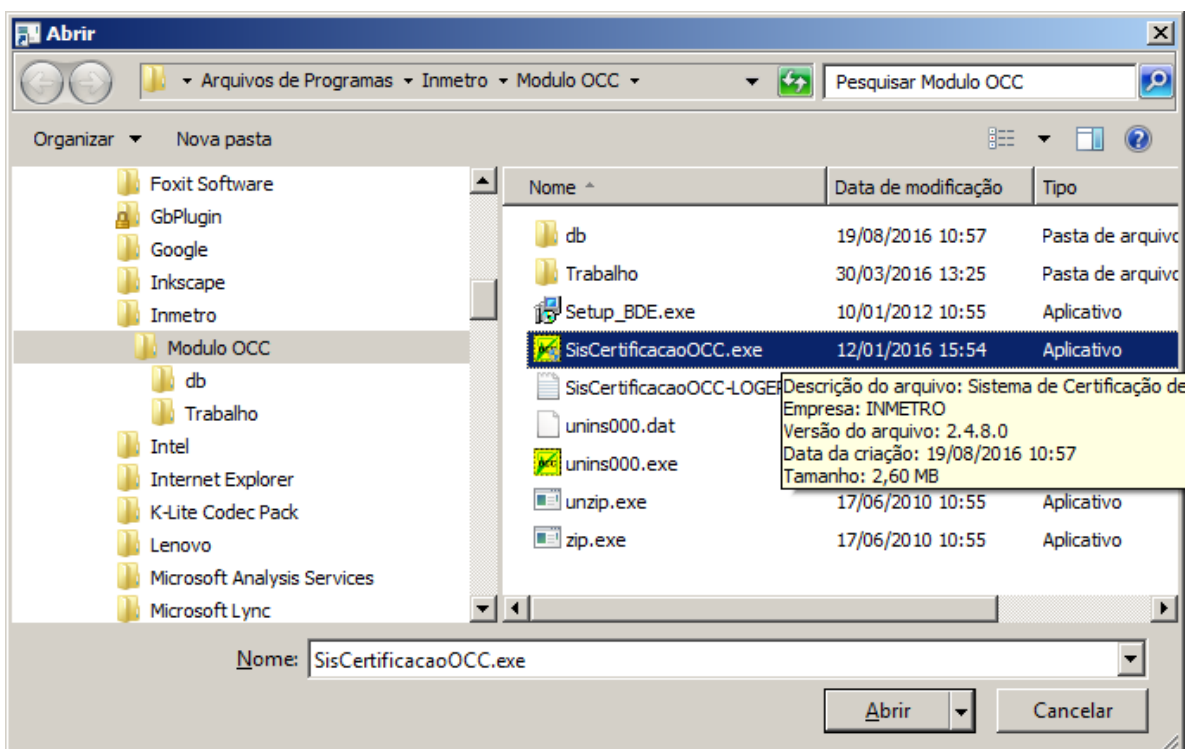 Abrir
Arquivos de Programas Inmetro Modulo OCC
Pesquisar Modulo OCC
Organizar Nova pasta
Foxit Software
GbPlugin
Google
Inkscape
Inmetro
Modulo OCC
db
Trabalho
Intel
Internet Explorer
K-Lite Codec Pack
Lenovo
Microsoft Analysis Services
Microsoft Lync
Nome Data de modificação Tipo
db 19/08/2016 10:57 Pasta de arquivo
Trabalho 30/03/2016 13:25 Pasta de arquivo
Setup_BDE.exe 10/01/2012 10:55 Aplicativo
SisCertificacaoOCC.exe 12/01/2016 15:54 Aplicativo
SisCertificacaoOCC-LOGER
unins000.dat
unins000.exe
unzip.exe 17/06/2010 10:55 Aplicativo
zip.exe 17/06/2010 10:55 Aplicativo
Descrição do arquivo: Sistema de Certificação de
Empresa: INMETRO
Versão do arquivo: 2.4.8.0
Data da criação: 19/08/2016 10:57
Tamanho: 2,60 MB
Nome: SisCertificacaoOCC.exe
Abrir Cancelar